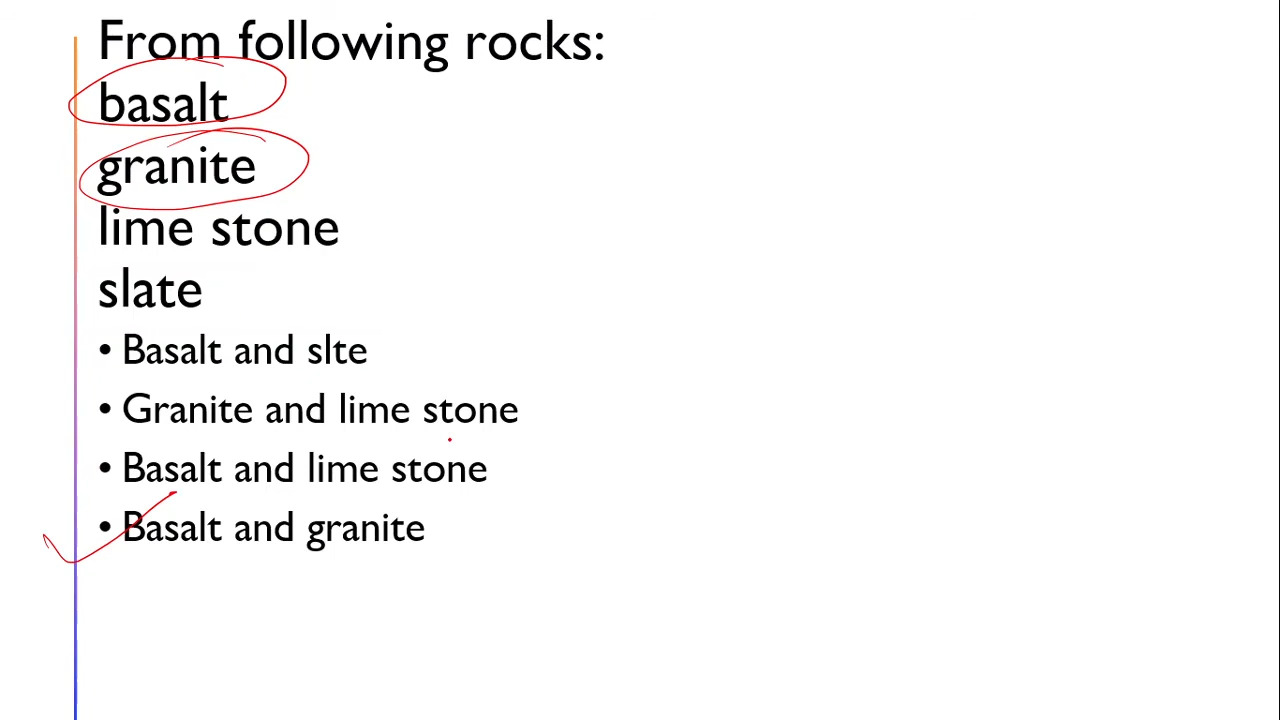 From following rocks:
basalt
granite
lime stone
slate
• Basalt and slte
• Granite and lime stone
• Basalt and lime stone
• Basalt and granite